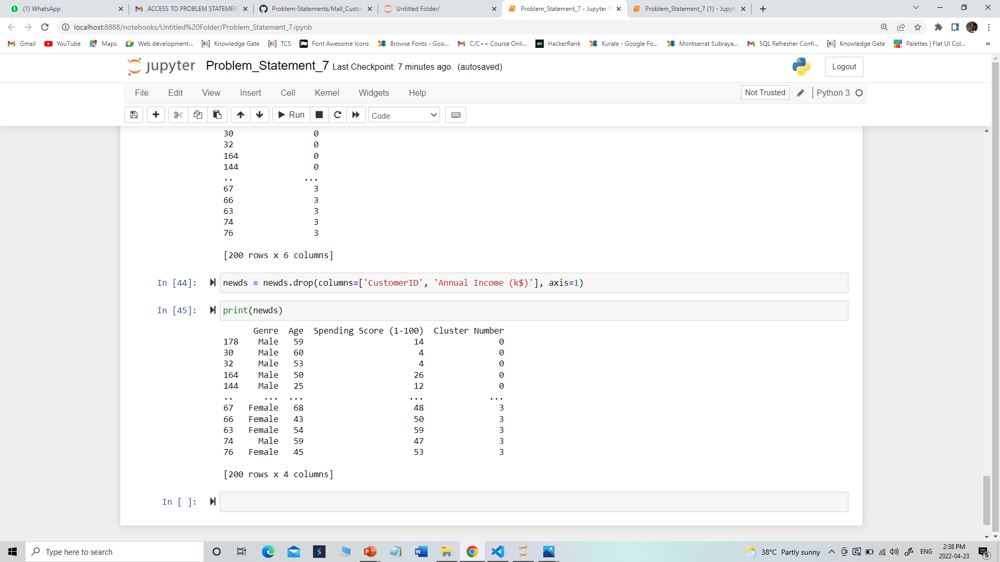 (1) WhatsApp
ACCESS TO PROBLEM STATEMEN
Problem-Statements/Mall_Custo
Untitled Folder/
Problem_Statement_7 - Jupyter N
Problem_Statement_7 (1) - Jupyte
localhost:8888/notebooks/Untitled%20Folder/Problem_Statement_7.ipynb
Gmail YouTube Maps Web development... Knowledge Gate TCS Font Awesome Icons Browse Fonts - Goo... C/C++ Course Onli... HackerRank Kurale - Google Fo... Montserrat Subraya... SQL Refresher Confi... Knowledge Gate Palettes | Flat UI Col... »
jupyter Problem_Statement_7 Last Checkpoint: 7 minutes ago (autosaved) Logout
File Edit View Insert Cell Kernel Widgets Help Not Trusted Python 3
Run Code
30 0
32 0
164 0
144 0
.. ...
67 3
66 3
63 3
74 3
76 3
[200 rows x 6 columns]
In [44]: newds = newds.drop(columns=['CustomerID', 'Annual Income (k$)'], axis=1)
In [45]: print(newds)
Genre Age Spending Score (1-100) Cluster Number
178 Male 59 14 0
30 Male 60 4 0
32 Male 53 4 0
164 Male 50 26 0
144 Male 25 12 0
.. ... ... ... ...
67 Female 68 48 3
66 Female 43 50 3
63 Female 54 59 3
74 Male 59 47 3
76 Female 45 53 3
[200 rows x 4 columns]
In [ ]:
Type here to search
38°C Partly sunny
ENG
2:38 PM
2022-04-23
6